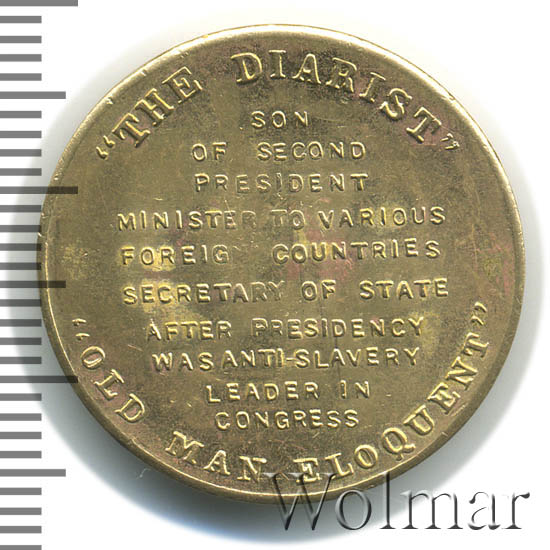 "THE DIARIST"
SON
OF SECOND
PRESIDENT
MINISTER TO VARIOUS
FOREIGN COUNTRIES
SECRETARY OF STATE
AFTER PRESIDENCY
WAS ANTI-SLAVERY
LEADER IN
CONGRESS
"OLD MAN ELOQUENT"
Wolmar